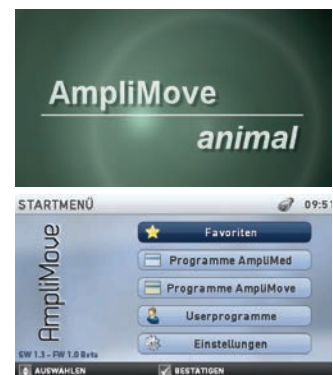 AmpliMove
animal
STARTMENÜ 09:51
AmpliMove
Favoriten
Programme AmpliMed
Programme AmpliMove
Userprogramme
Einstellungen
SW 1.3 - FW 1.0 Beta
AUSWÄHLEN BESTÄTIGEN